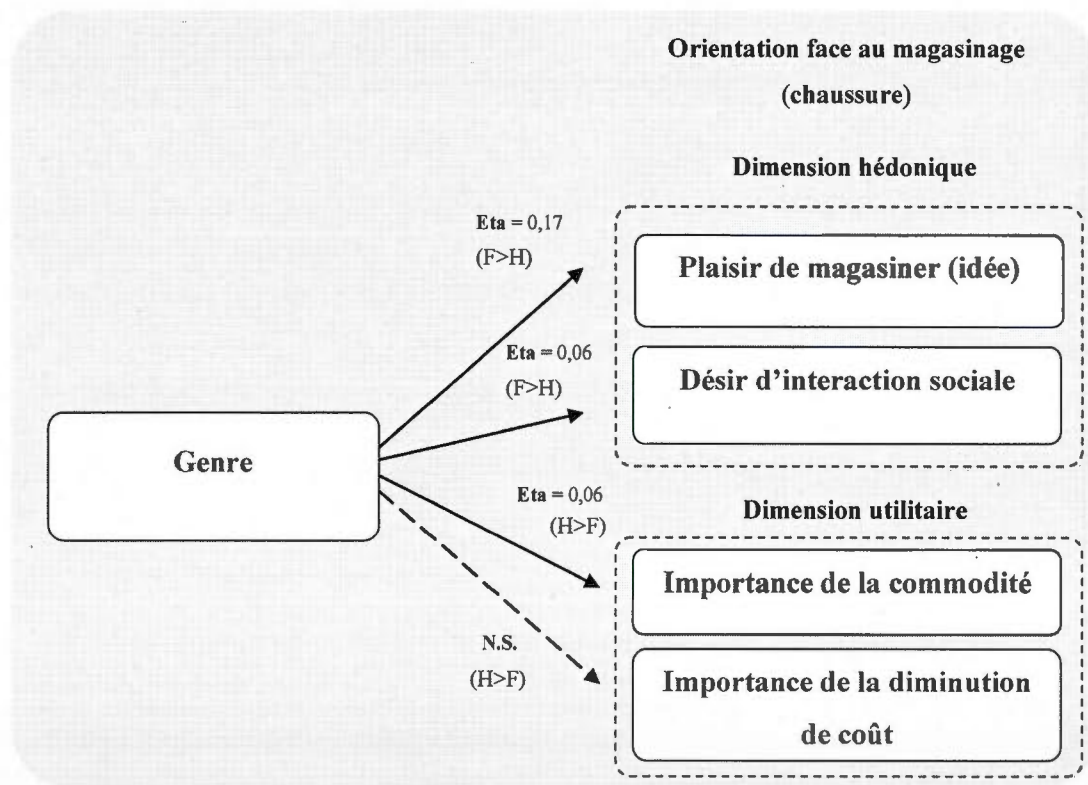 Orientation face au magasinage
(chaussure)
Dimension hédonique
Eta = 0,17
(F>H)
Plaisir de magasiner (idée)
Eta = 0,06
(F>H)
Désir d'interaction sociale
Genre
Eta = 0,06
(H>F)
Dimension utilitaire
Importance de la commodité
N.S.
(H>F)
Importance de la diminution
de coût